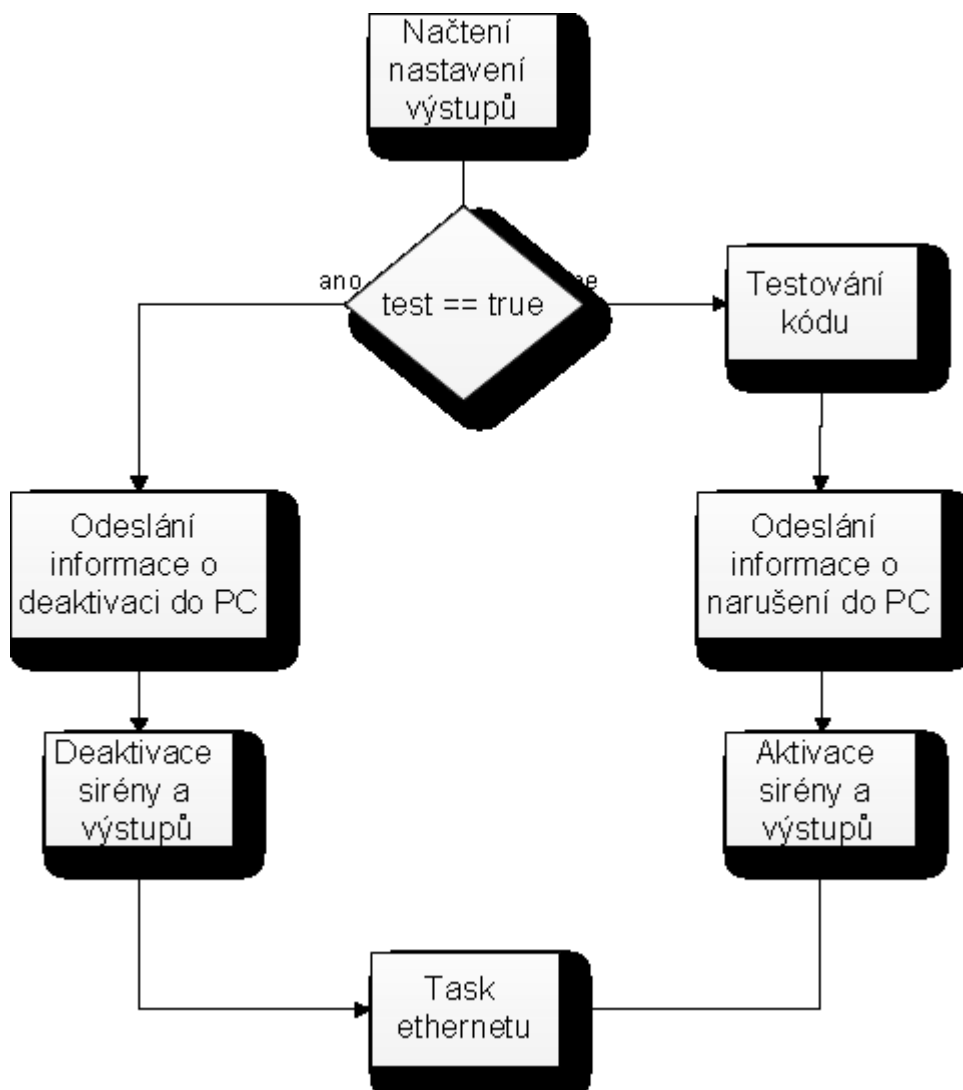 Načtení
nastavení
výstupů
ano
test == true
Testování
kódu
Odeslání
informace o
deaktivaci do PC
Odeslání
informace o
narušení do PC
Deaktivace
sirény a
výstupů
Aktivace
sirény a
výstupů
Task
ethernetu